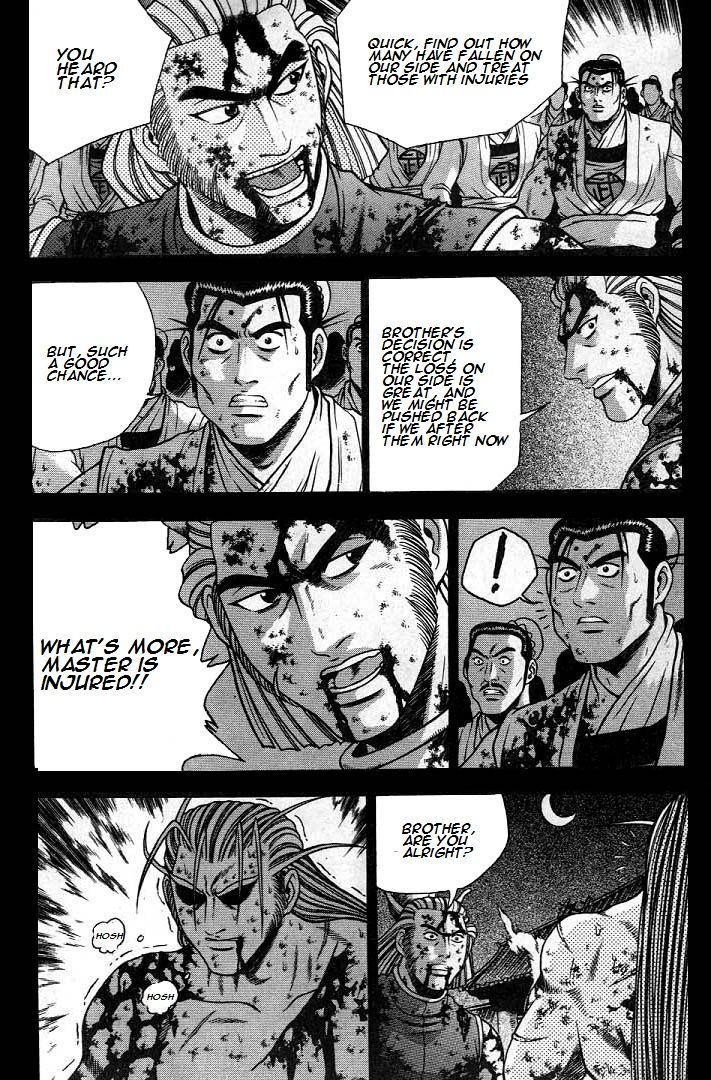 YOU
HEARD
THAT?
QUICK, FIND OUT HOW
MANY HAVE FALLEN ON
OUR SIDE AND TREAT
THOSE WITH INJURIES
BUT, SUCH
A GOOD
CHANCE...
BROTHER'S
DECISION IS
CORRECT.
THE LOSS ON
OUR SIDE IS
GREAT, AND
WE MIGHT BE
PUSHED BACK
IF WE AFTER
THEM RIGHT NOW
WHAT'S MORE,
MASTER IS
INJURED!!
!
HOSH
HOSH
BROTHER,
ARE YOU
ALRIGHT?